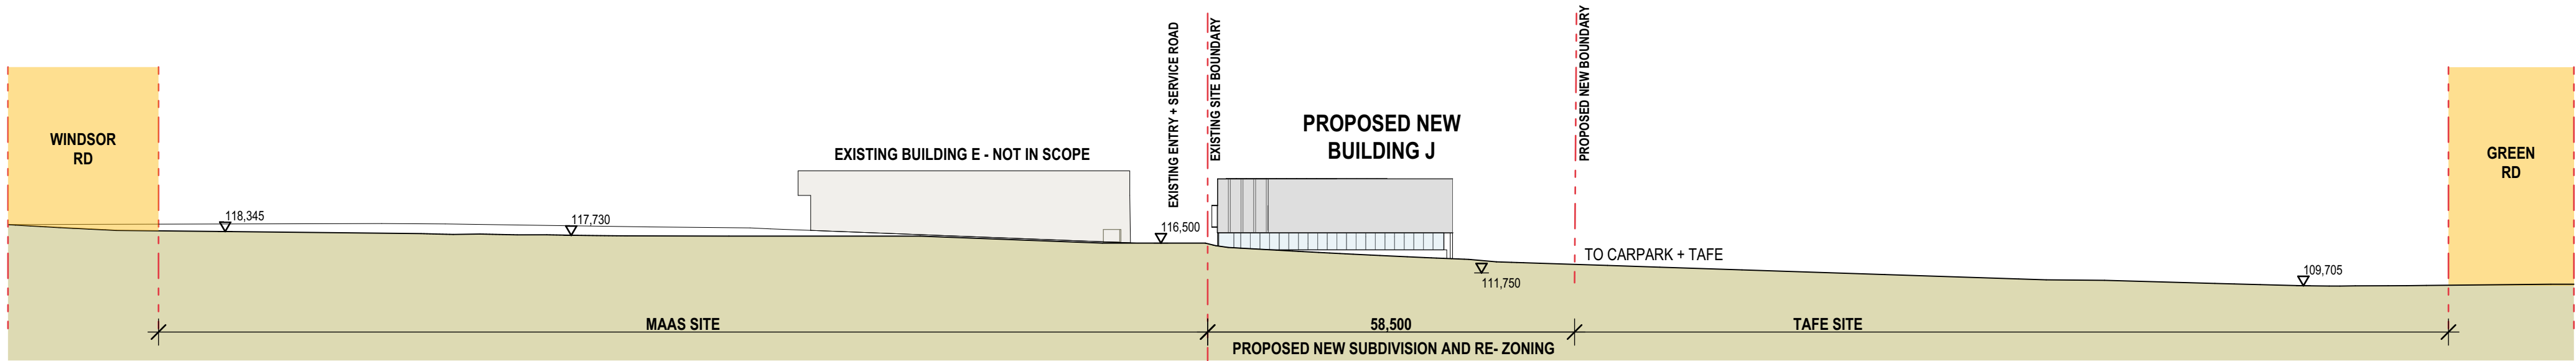 WINDSOR
RD
118,345
117,730
EXISTING BUILDING E - NOT IN SCOPE
EXISTING ENTRY + SERVICE ROAD
116,500
EXISTING SITE BOUNDARY
PROPOSED NEW
BUILDING J
111,750
PROPOSED NEW BOUNDARY
TO CARPARK + TAFE
109,705
GREEN
RD
MAAS SITE
58,500
TAFE SITE
PROPOSED NEW SUBDIVISION AND RE- ZONING